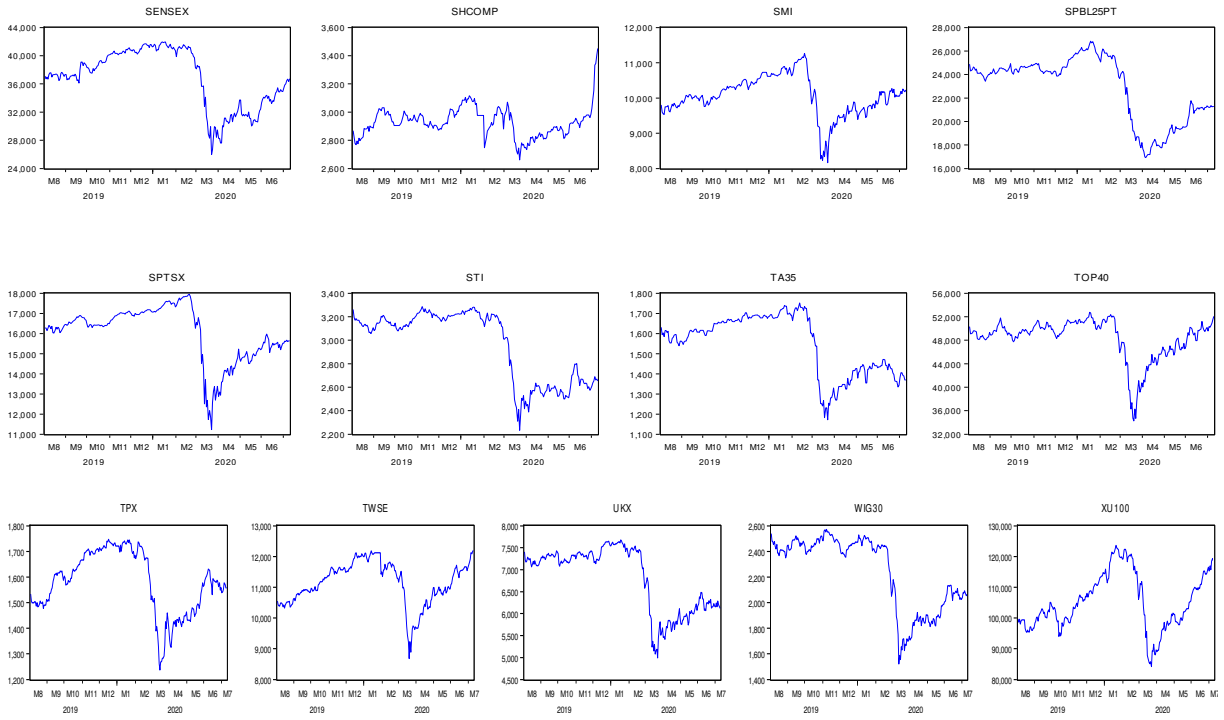 SENSEX SHCOMP SMI SPBL25PT
44,000 3,600 12,000 28,000
40,000 3,400 11,000 26,000
36,000 3,200 10,000 24,000
32,000 3,000 9,000 22,000
28,000 2,800 8,000 20,000
24,000 2,600 18,000
16,000
M8 M9 M10 M11 M12 M1 M2 M3 M4 M5 M6 M8 M9 M10 M11 M12 M1 M2 M3 M4 M5 M6 M8 M9 M10 M11 M12 M1 M2 M3 M4 M5 M6 M8 M9 M10 M11 M12 M1 M2 M3 M4 M5 M6
2019 2020 2019 2020 2019 2020 2019 2020
SPTSX STI TA35 TOP40
18,000 3,400 1,800 56,000
17,000 3,200 1,700 52,000
16,000 3,000 1,600 48,000
15,000 2,800 1,500 44,000
14,000 2,600 1,400 40,000
13,000 2,400 1,300 36,000
12,000 2,200 1,200 32,000
11,000 1,100
M8 M9 M10 M11 M12 M1 M2 M3 M4 M5 M6 M8 M9 M10 M11 M12 M1 M2 M3 M4 M5 M6 M8 M9 M10 M11 M12 M1 M2 M3 M4 M5 M6 M8 M9 M10 M11 M12 M1 M2 M3 M4 M5 M6
2019 2020 2019 2020 2019 2020 2019 2020
TPX TWSE UKX WIG30 XU100
1,800 13,000 8,000 2,600 130,000
1,700 12,000 7,500 2,400 120,000
1,600 11,000 7,000 2,200 110,000
1,500 10,000 6,500 2,000 100,000
1,400 9,000 6,000 1,800 90,000
1,300 8,000 5,500 1,600 80,000
1,200 5,000 1,400
4,500
M8 M9 M10 M11 M12 M1 M2 M3 M4 M5 M6 M7 M8 M9 M10 M11 M12 M1 M2 M3 M4 M5 M6 M7 M8 M9 M10 M11 M12 M1 M2 M3 M4 M5 M6 M7 M8 M9 M10 M11 M12 M1 M2 M3 M4 M5 M6 M7 M8 M9 M10 M11 M12 M1 M2 M3 M4 M5 M6 M7
2019 2020 2019 2020 2019 2020 2019 2020 2019 2020